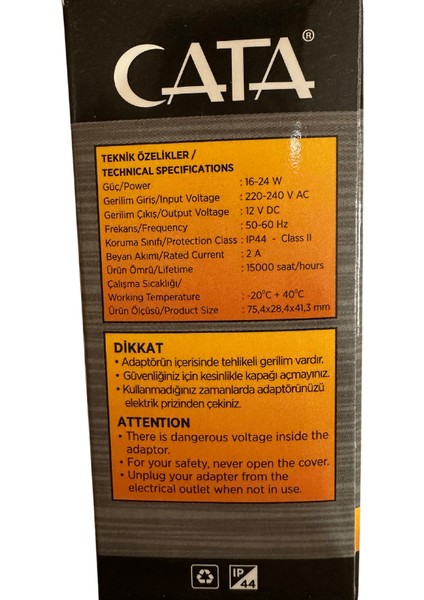 CATA®
TEKNİK ÖZELİKLER /
TECHNICAL SPECIFICATIONS
Güç/Power : 16-24 W
Gerilim Giriş/Input Voltage : 220-240 V AC
Gerilim Çıkış/Output Voltage : 12 V DC
Frekans/Frequency : 50-60 Hz
Koruma Sınıfı/Protection Class : IP44 - Class II
Beyan Akımı/Rated Current : 2 A
Ürün Ömrü/Lifetime : 15000 saat/hours
Çalışma Sıcaklığı/
Working Temperature : -20°C + 40°C
Ürün Ölçüsü/Product Size : 75,4x28,4x41,3 mm
DİKKAT
• Adaptörün içerisinde tehlikeli gerilim vardır.
• Güvenliğiniz için kesinlikle kapağı açmayınız.
• Kullanmadığınız zamanlarda adaptörünüzü
elektrik prizinden çekiniz.
ATTENTION
• There is dangerous voltage inside the
adaptor.
• For your safety, never open the cover.
• Unplug your adapter from the
electrical outlet when not in use.
IP
44